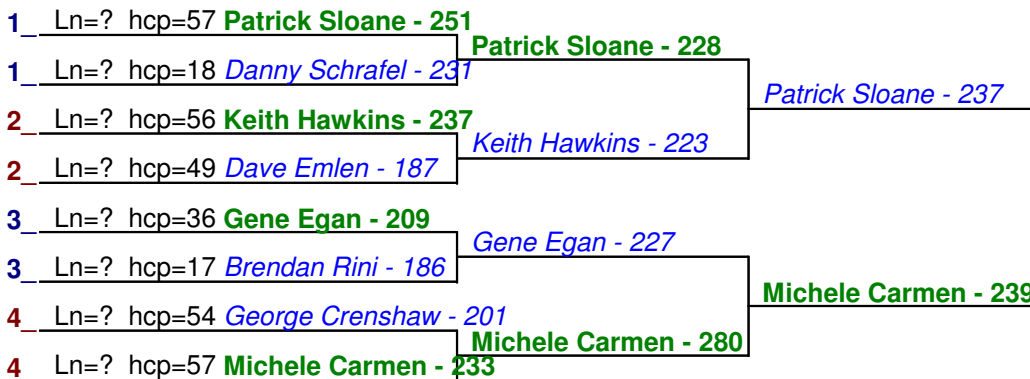 1_ Ln=? hcp=57 Patrick Sloane - 251
Patrick Sloane - 228
1_ Ln=? hcp=18 Danny Schrafel - 231
Patrick Sloane - 237
2_ Ln=? hcp=56 Keith Hawkins - 237
Keith Hawkins - 223
2_ Ln=? hcp=49 Dave Emlen - 187
3_ Ln=? hcp=36 Gene Egan - 209
Gene Egan - 227
3_ Ln=? hcp=17 Brendan Rini - 186
Michele Carmen - 239
4_ Ln=? hcp=54 George Crenshaw - 201
Michele Carmen - 280
4 Ln=? hcp=57 Michele Carmen - 233